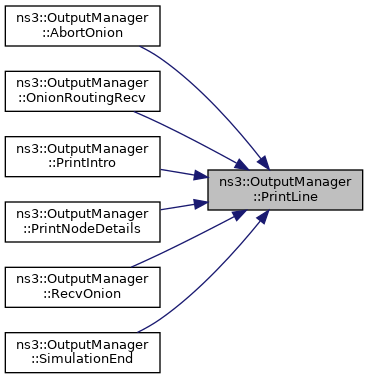 ns3::OutputManager
::AbortOnion
ns3::OutputManager
::OnionRoutingRecv
ns3::OutputManager
::PrintIntro
ns3::OutputManager
::PrintLine
ns3::OutputManager
::PrintNodeDetails
ns3::OutputManager
::RecvOnion
ns3::OutputManager
::SimulationEnd